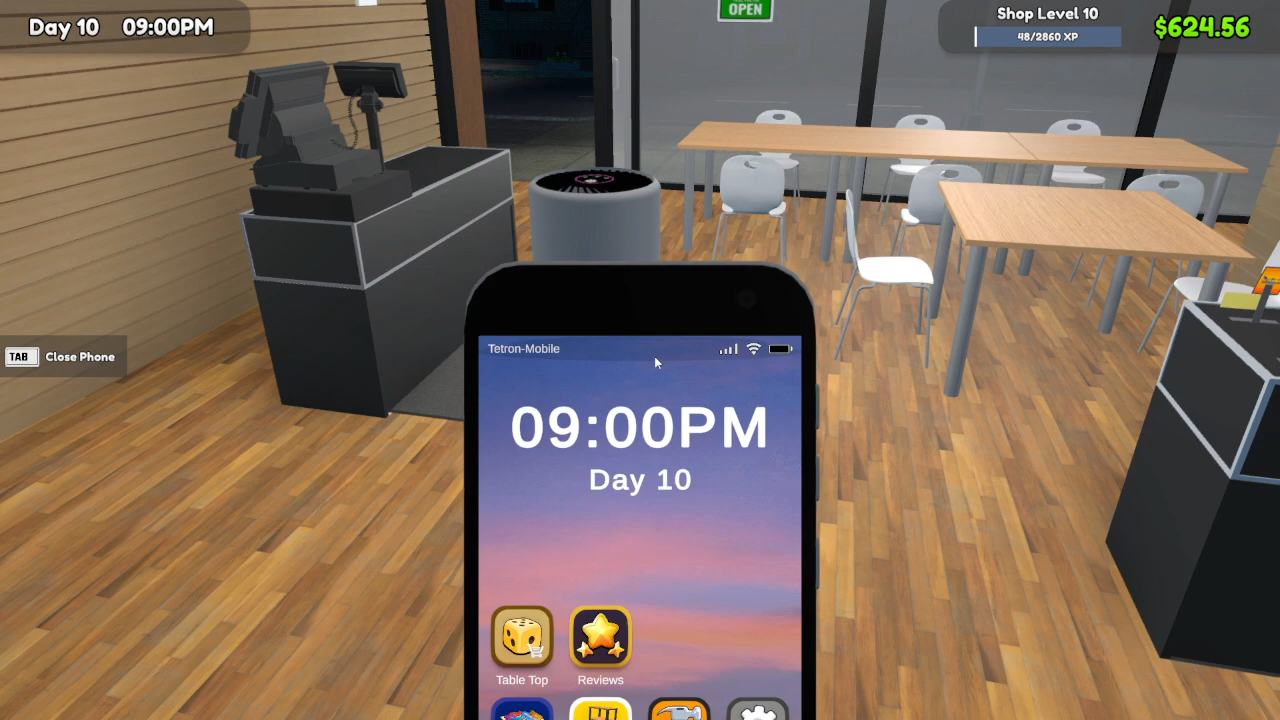 Day 10 09:00PM
OPEN
Shop Level 10
48/2860 XP
$624.56
TAB Close Phone
Tetron-Mobile
09:00PM
Day 10
Table Top
Reviews